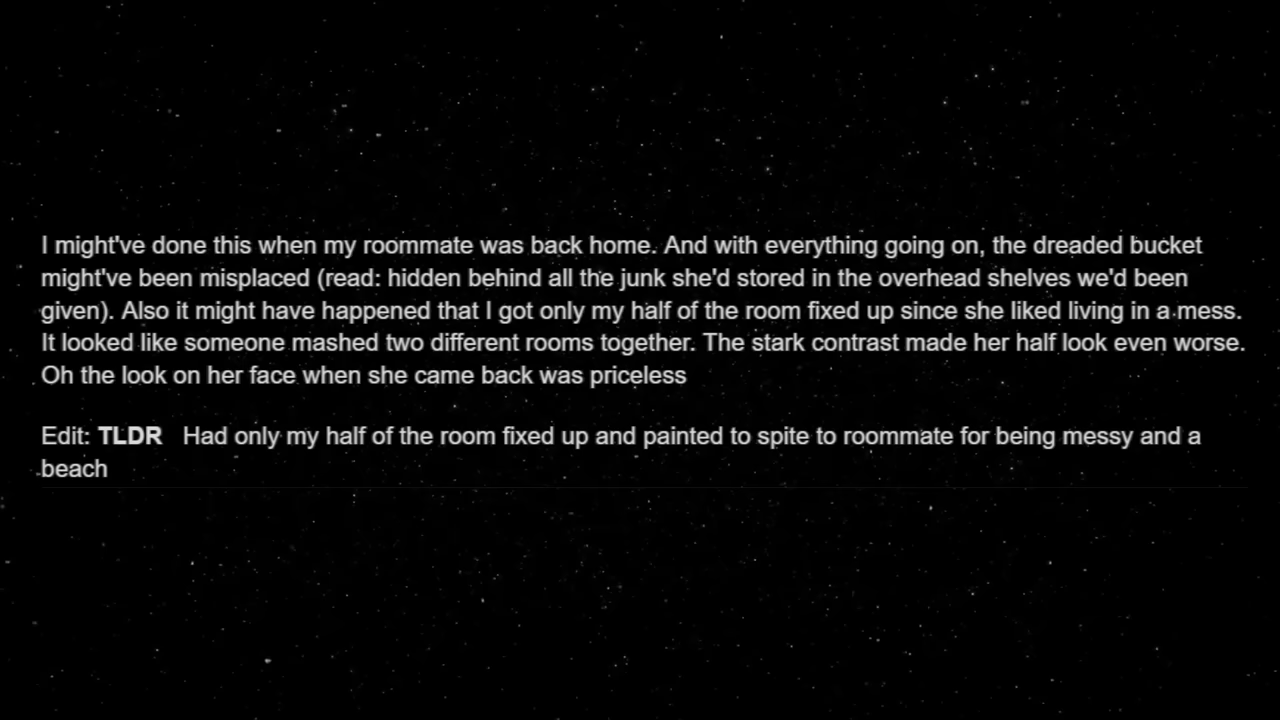 I might've done this when my roommate was back home. And with everything going on, the dreaded bucket
might've been misplaced (read: hidden behind all the junk she'd stored in the overhead shelves we'd been
given). Also it might have happened that I got only my half of the room fixed up since she liked living in a mess.
It looked like someone mashed two different rooms together. The stark contrast made her half look even worse.
Oh the look on her face when she came back was priceless
Edit: TLDR Had only my half of the room fixed up and painted to spite to roommate for being messy and a
beach